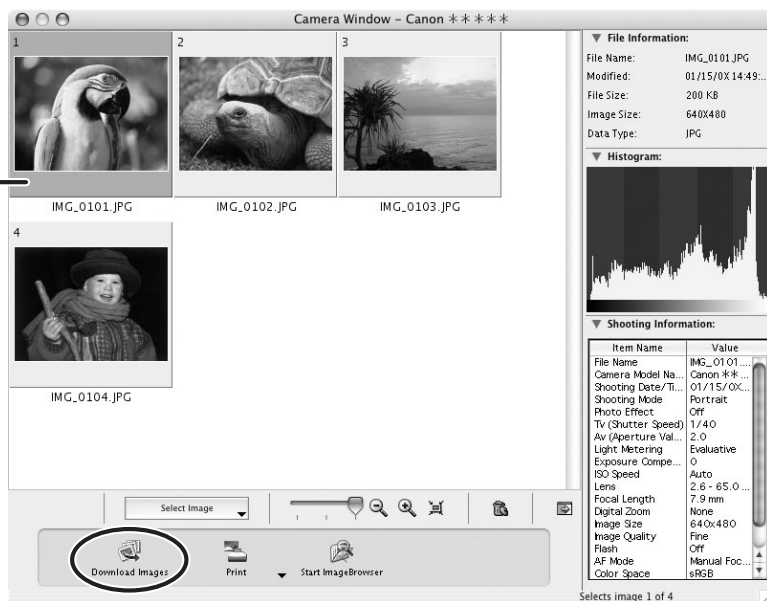 Camera Window – Canon ＊＊＊＊＊
1
2
3
IMG_0101.JPG
IMG_0102.JPG
IMG_0103.JPG
4
IMG_0104.JPG
Select Image
Download Images
Print
Start ImageBrowser
▼ File Information:
File Name: IMG_0101.JPG
Modified: 01/15/0X 14:49:...
File Size: 200 KB
Image Size: 640X480
Data Type: JPG
▼ Histogram:
▼ Shooting Information:
Item Name Value
File Name IMG_0101....
Camera Model Na... Canon ＊＊ ...
Shooting Date/Ti... 01/15/0X...
Shooting Mode Portrait
Photo Effect Off
Tv (Shutter Speed) 1/40
Av (Aperture Val... 2.0
Light Metering Evaluative
Exposure Compe... 0
ISO Speed Auto
Lens 2.6 - 65.0 ...
Focal Length 7.9 mm
Digital Zoom None
Image Size 640x480
Image Quality Fine
Flash Off
AF Mode Manual Foc...
Color Space sRGB
Selects image 1 of 4